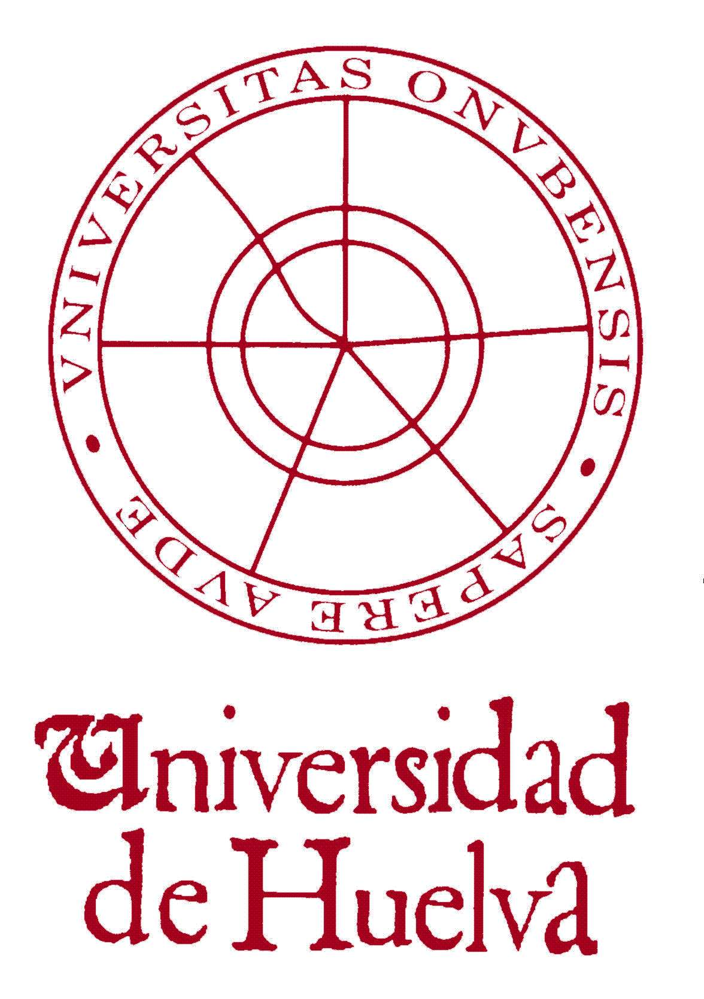 VNIVERSITAS ONVBENSIS • SAPERE AVDE •
Universidad
de Huelva